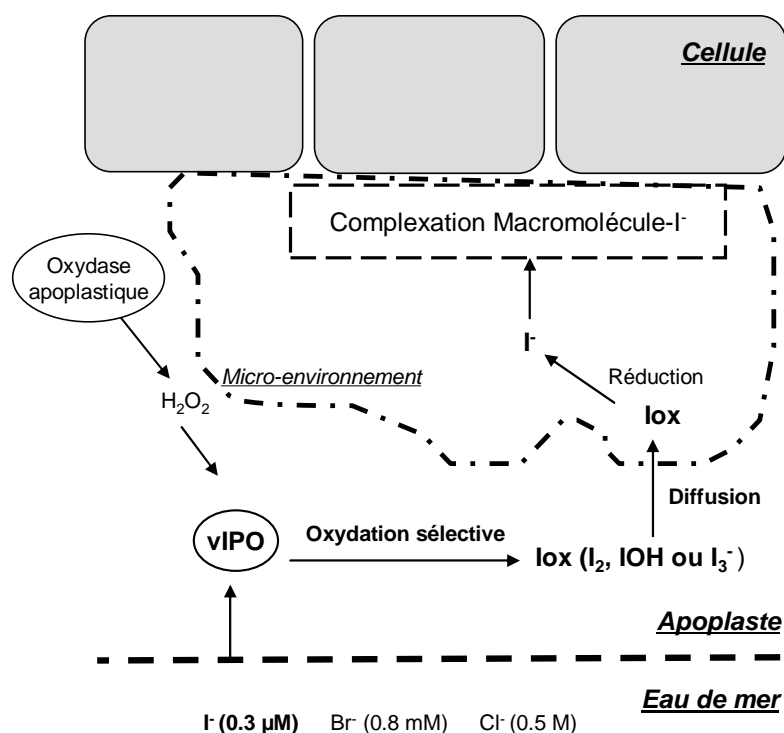 Cellule
Complexation Macromolécule-I⁻
Oxydase
apoplastique
I⁻
Micro-environnement
Réduction
H₂O₂
Iox
Diffusion
vIPO
Oxydation sélective
Iox (I₂, IOH ou I₃⁻)
Apoplaste
Eau de mer
I⁻ (0.3 µM) Br⁻ (0.8 mM) Cl⁻ (0.5 M)